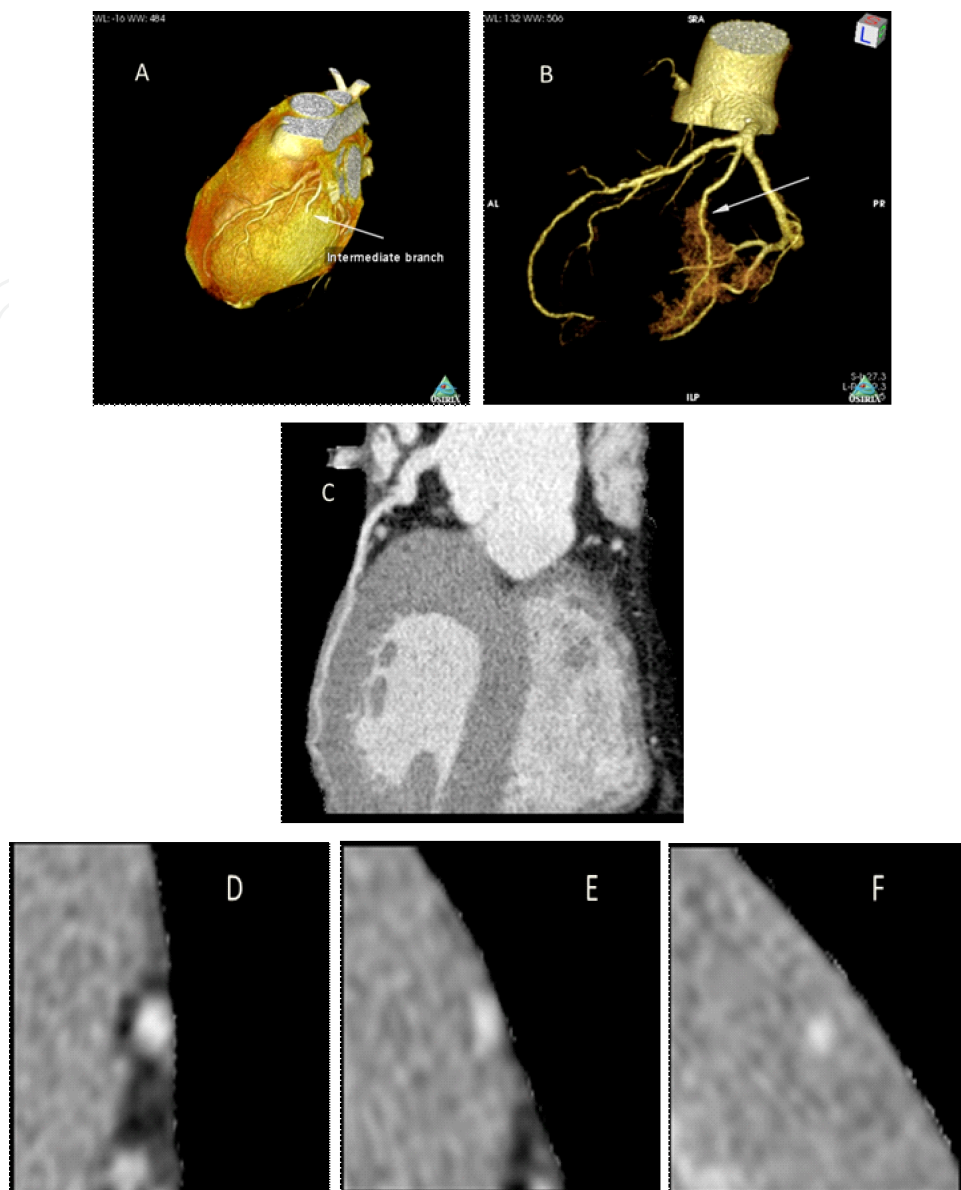 WL: -16 WW: 484
A
Intermediate branch
OSIRIX
WL: 132 WW: 506
SRA
L
B
AL
PR
ILP
OSIRIX
C
D
E
F